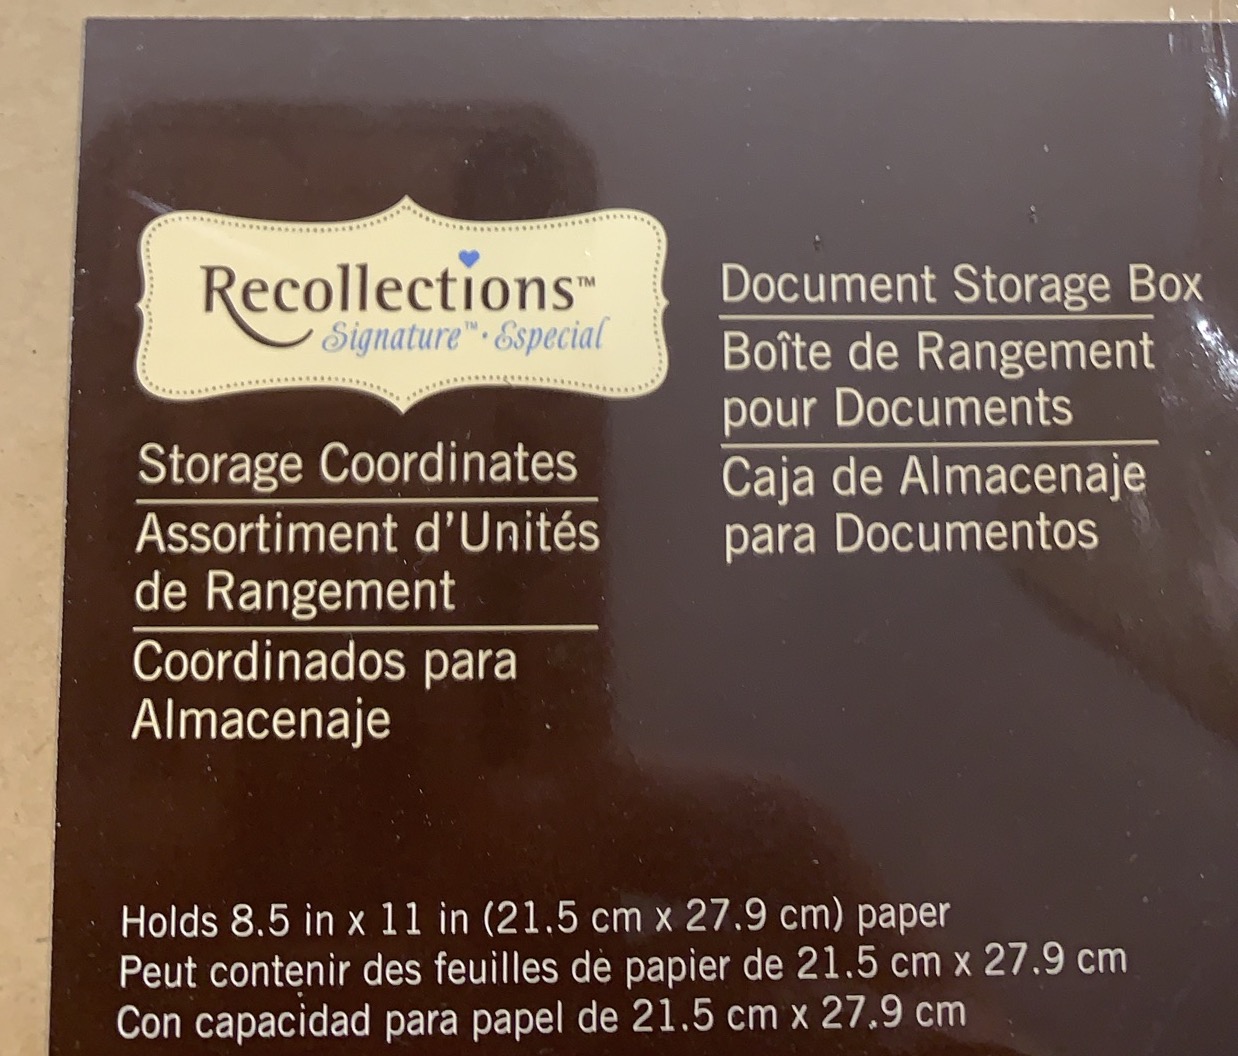 Recollections™
Signature™ · Especial
Storage Coordinates
Assortiment d'Unités
de Rangement
Coordinados para
Almacenaje
Document Storage Box
Boîte de Rangement
pour Documents
Caja de Almacenaje
para Documentos
Holds 8.5 in x 11 in (21.5 cm x 27.9 cm) paper
Peut contenir des feuilles de papier de 21.5 cm x 27.9 cm
Con capacidad para papel de 21.5 cm x 27.9 cm